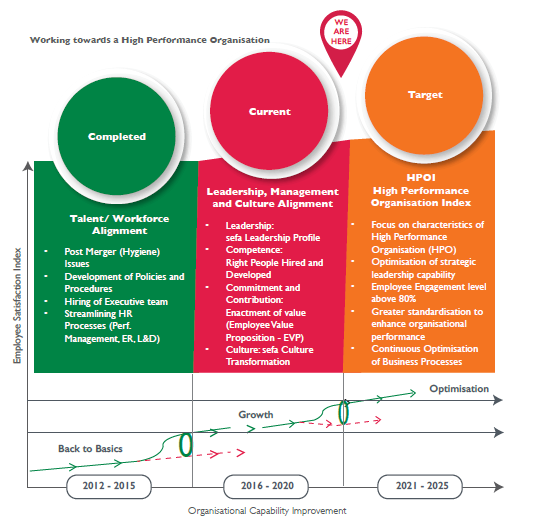 Working towards a High Performance Organisation
WE
ARE
HERE
Completed
Current
Target
Talent/ Workforce
Alignment
- Post Merger (Hygiene)
Issues
- Development of Policies and
Procedures
- Hiring of Executive team
- Streamlining HR
Processes (Perf.
Management, ER, L&D)
Leadership, Management
and Culture Alignment
- Leadership:
sefa Leadership Profile
- Competence:
Right People Hired and
Developed
- Commitment and
Contribution:
Enactment of value
(Employee Value
Proposition - EVP)
- Culture: sefa Culture
Transformation
HPOI
High Performance
Organisation Index
- Focus on characteristics of
High Performance
Organisation (HPO)
- Optimisation of strategic
leadership capability
- Employee Engagement level
above 80%
- Greater standardisation to
enhance organisational
performance
- Continuous Optimisation
of Business Processes
Employee Satisfaction Index
Optimisation
Growth
Back to Basics
2012 - 2015
2016 - 2020
2021 - 2025
Organisational Capability Improvement